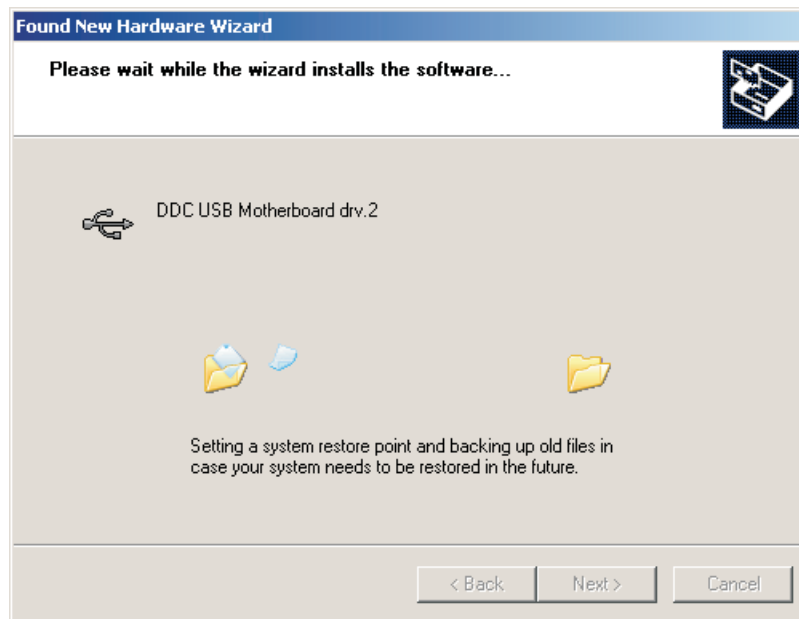 Found New Hardware Wizard
Please wait while the wizard installs the software...
DDC USB Motherboard drv.2
Setting a system restore point and backing up old files in
case your system needs to be restored in the future.
< Back
Next >
Cancel